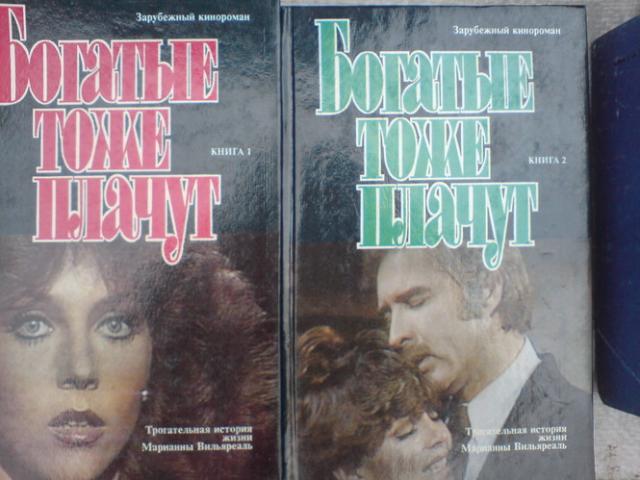 Зарубежный кинороман
Богатые
тоже
плачут
КНИГА 1
Трогательная история
жизни
Марианны Вильяреаль
Зарубежный кинороман
Богатые
тоже
плачут
КНИГА 2
Трогательная история
жизни
Марианны Вильяреаль